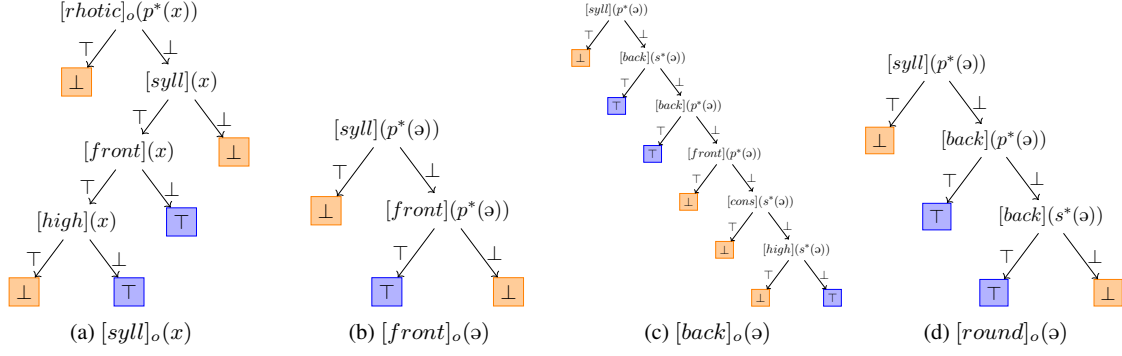 [rhotic]ₒ(p*(x))
⊤ ⊥
⊥ [syll](x)
⊤ ⊥
[front](x) ⊥
⊤ ⊥
[high](x) ⊤
⊤ ⊥
⊥ ⊤
(a) [syll]ₒ(x)
[syll](p*(ə))
⊤ ⊥
⊥ [front](p*(ə))
⊤ ⊥
⊤ ⊥
(b) [front]ₒ(ə)
[syll](p*(ə))
⊤ ⊥
⊥ [back](s*(ə))
⊤ ⊥
⊤ [back](p*(ə))
⊤ ⊥
⊤ [front](p*(ə))
⊤ ⊥
⊥ [cons](s*(ə))
⊤ ⊥
⊥ [high](s*(ə))
⊤ ⊥
⊥ ⊤
(c) [back]ₒ(ə)
[syll](p*(ə))
⊤ ⊥
⊥ [back](p*(ə))
⊤ ⊥
⊤ [back](s*(ə))
⊤ ⊥
⊤ ⊥
(d) [round]ₒ(ə)